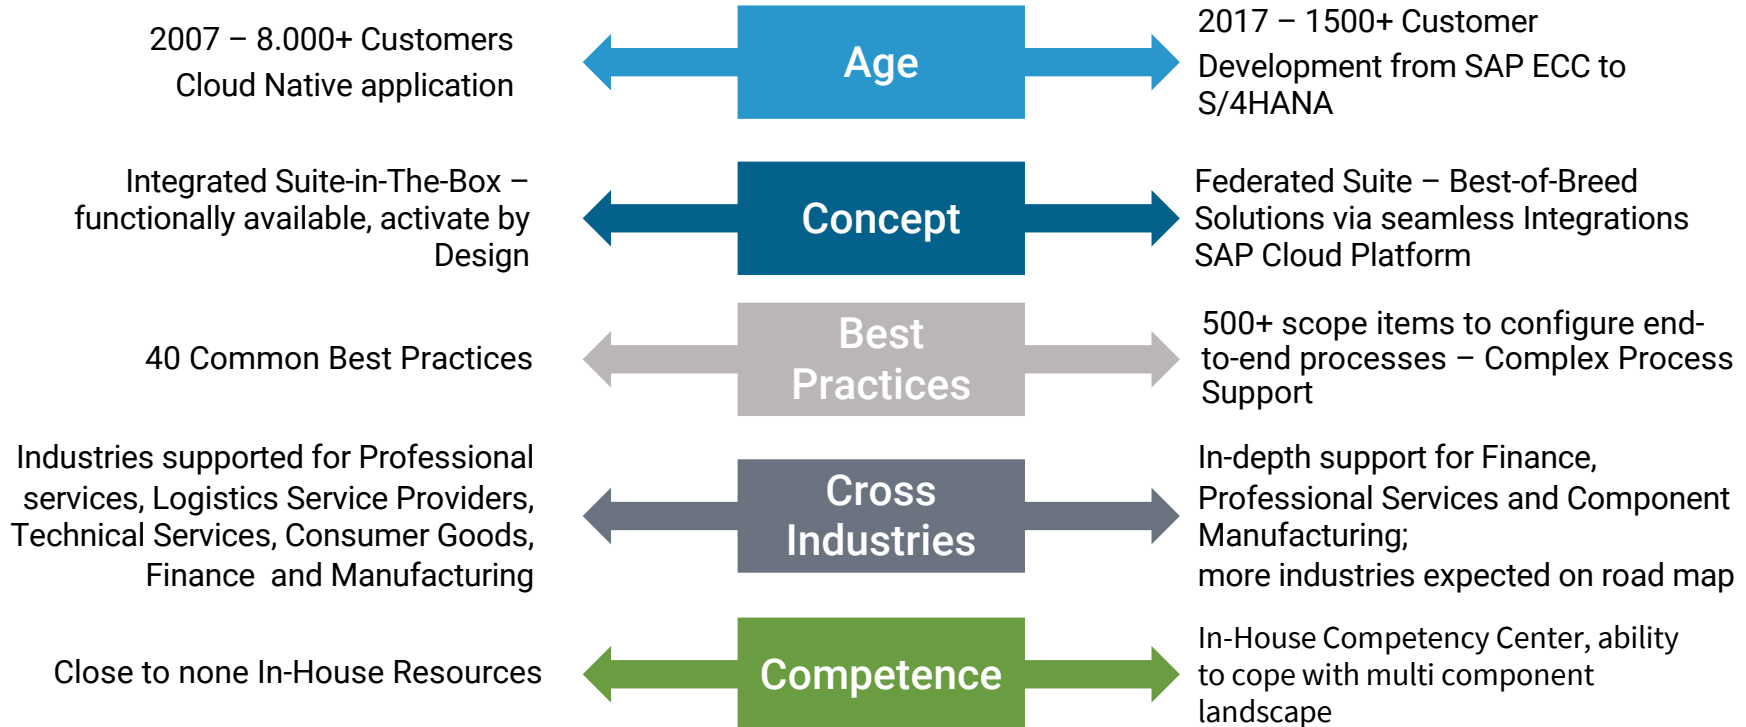 2007 – 8.000+ Customers
Cloud Native application
Age
2017 – 1500+ Customer
Development from SAP ECC to
S/4HANA
Integrated Suite-in-The-Box –
functionally available, activate by
Design
Concept
Federated Suite – Best-of-Breed
Solutions via seamless Integrations
SAP Cloud Platform
40 Common Best Practices
Best
Practices
500+ scope items to configure end-
to-end processes – Complex Process
Support
Industries supported for Professional
services, Logistics Service Providers,
Technical Services, Consumer Goods,
Finance  and Manufacturing
Cross
Industries
In-depth support for Finance,
Professional Services and Component
Manufacturing;
more industries expected on road map
Close to none In-House Resources
Competence
In-House Competency Center, ability
to cope with multi component
landscape